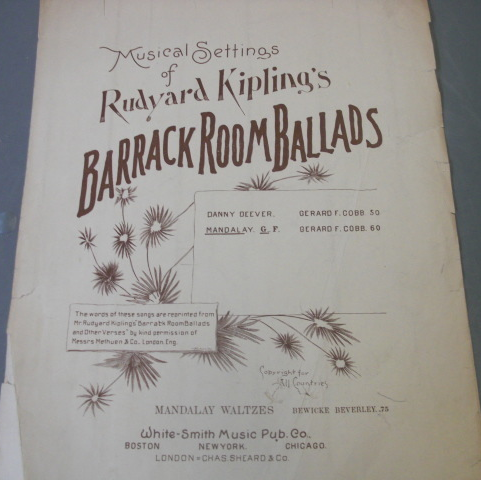 Musical Settings
of
Rudyard Kipling's
BARRACK ROOM BALLADS
DANNY DEEVER. GERARD F. COBB. 50
MANDALAY. G. F. GERARD F. COBB. 60
The words of these songs are reprinted from
Mr Rudyard Kipling's "Barrack Room Ballads
and Other Verses" by kind permission of
Messrs Methuen & Co., London, Eng.
Copyright for
All Countries
MANDALAY WALTZES BEWICKE BEVERLEY. .75
White-Smith Music Pub. Co.,
BOSTON NEW YORK. CHICAGO.
LONDON = CHAS. SHEARD & CO.